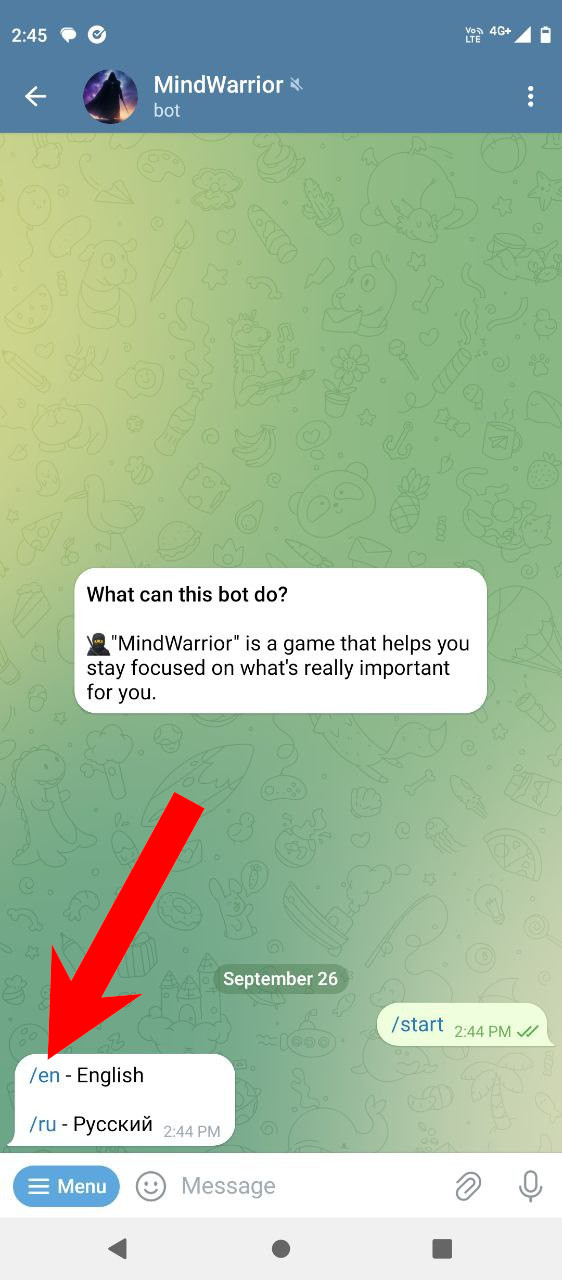 2:45
Vo)) LTE 4G+
MindWarrior
bot
What can this bot do?
"MindWarrior" is a game that helps you
stay focused on what's really important
for you.
September 26
/start 2:44 PM
/en - English
/ru - Русский 2:44 PM
Menu Message